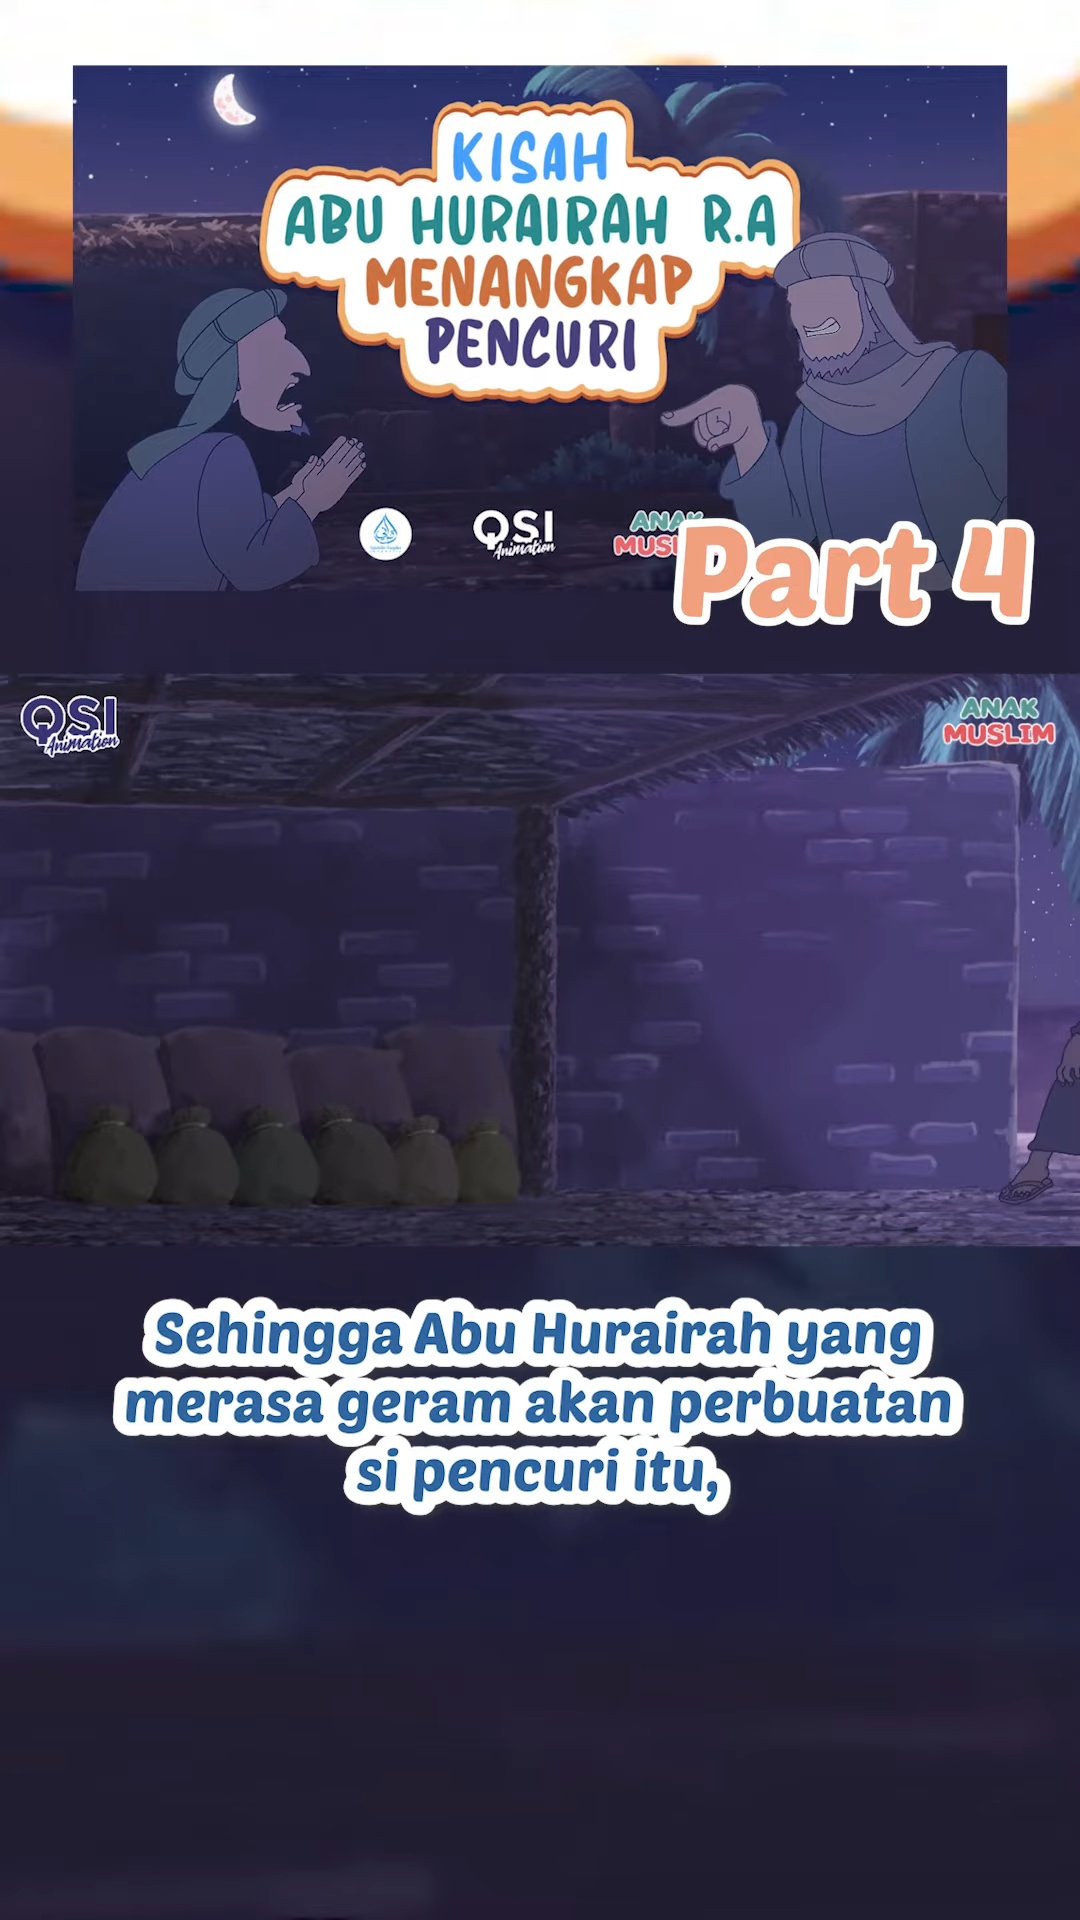 KISAH
ABU HURAIRAH R.A
MENANGKAP
PENCURI
QSI
Animation
Part 4
QSI
Animation
ANAK
MUSLIM
Sehingga Abu Hurairah yang
merasa geram akan perbuatan
si pencuri itu,